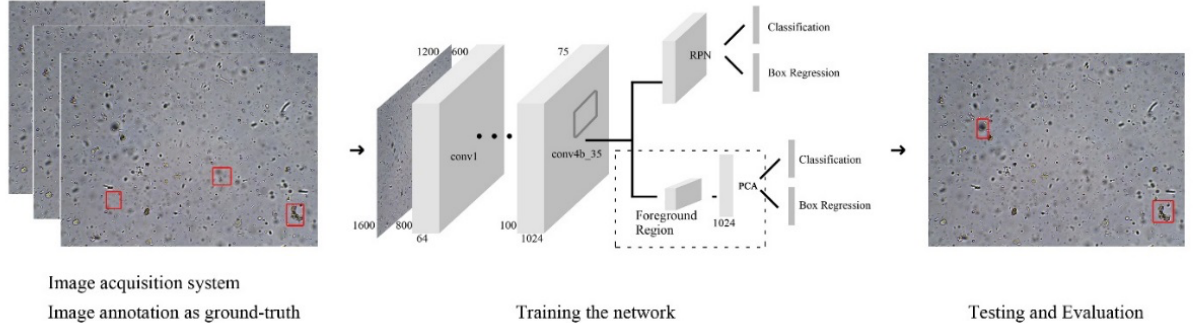 1200
600
75
RPN
Classification
Box Regression
conv1
conv4b_35
PCA
Classification
Box Regression
Foreground
Region
1024
1600
800
64
100
1024
Image acquisition system
Image annotation as ground-truth
Training the network
Testing and Evaluation